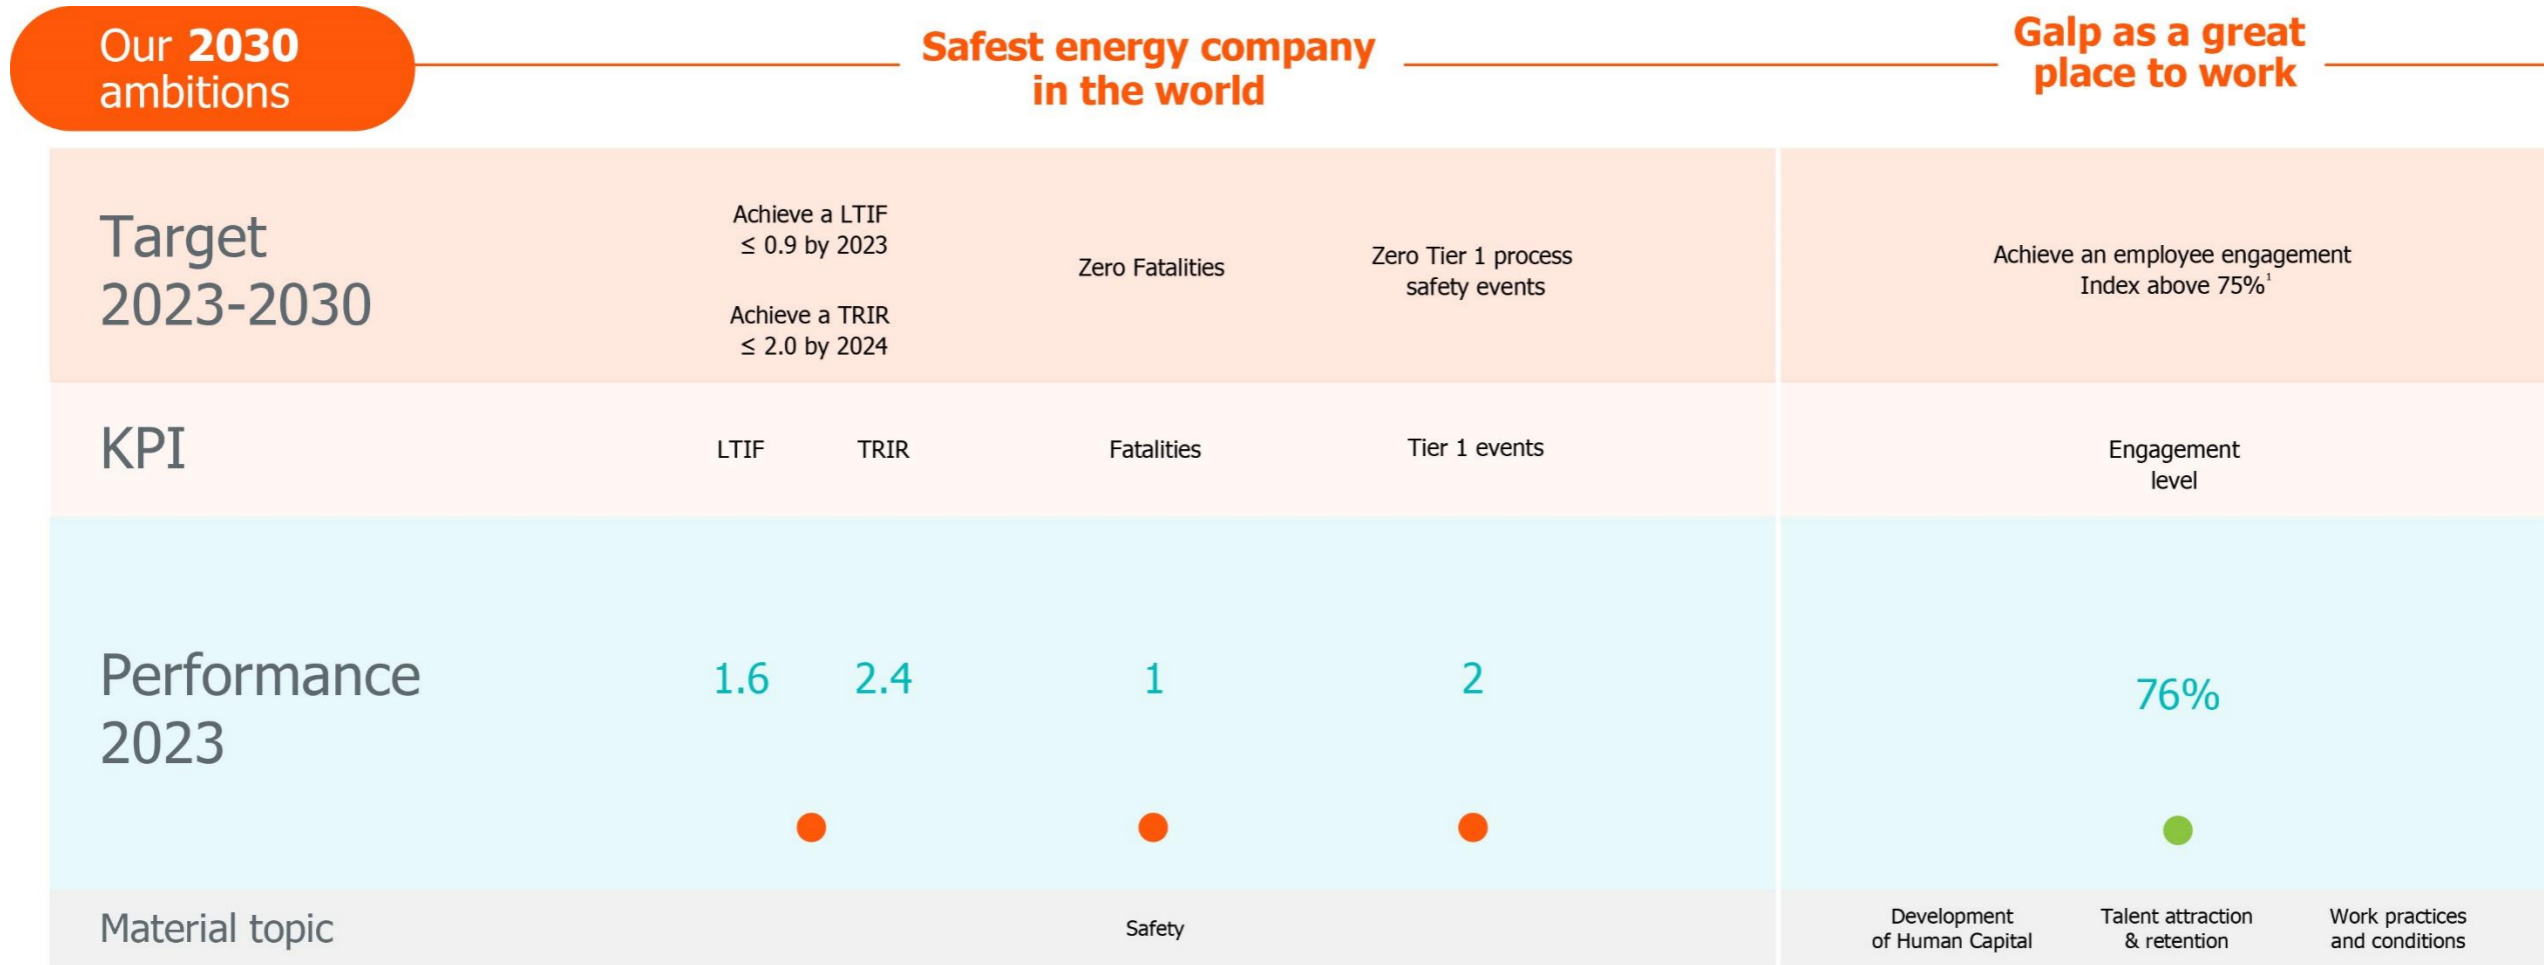 Our 2030
ambitions
Safest energy company
in the world
Galp as a great
place to work
Target
2023-2030
Achieve a LTIF
≤ 0.9 by 2023
Achieve a TRIR
≤ 2.0 by 2024
Zero Fatalities
Zero Tier 1 process
safety events
Achieve an employee engagement
Index above 75%¹
KPI
LTIF
TRIR
Fatalities
Tier 1 events
Engagement
level
Performance
2023
1.6
2.4
1
2
76%
Material topic
Safety
Development
of Human Capital
Talent attraction
& retention
Work practices
and conditions